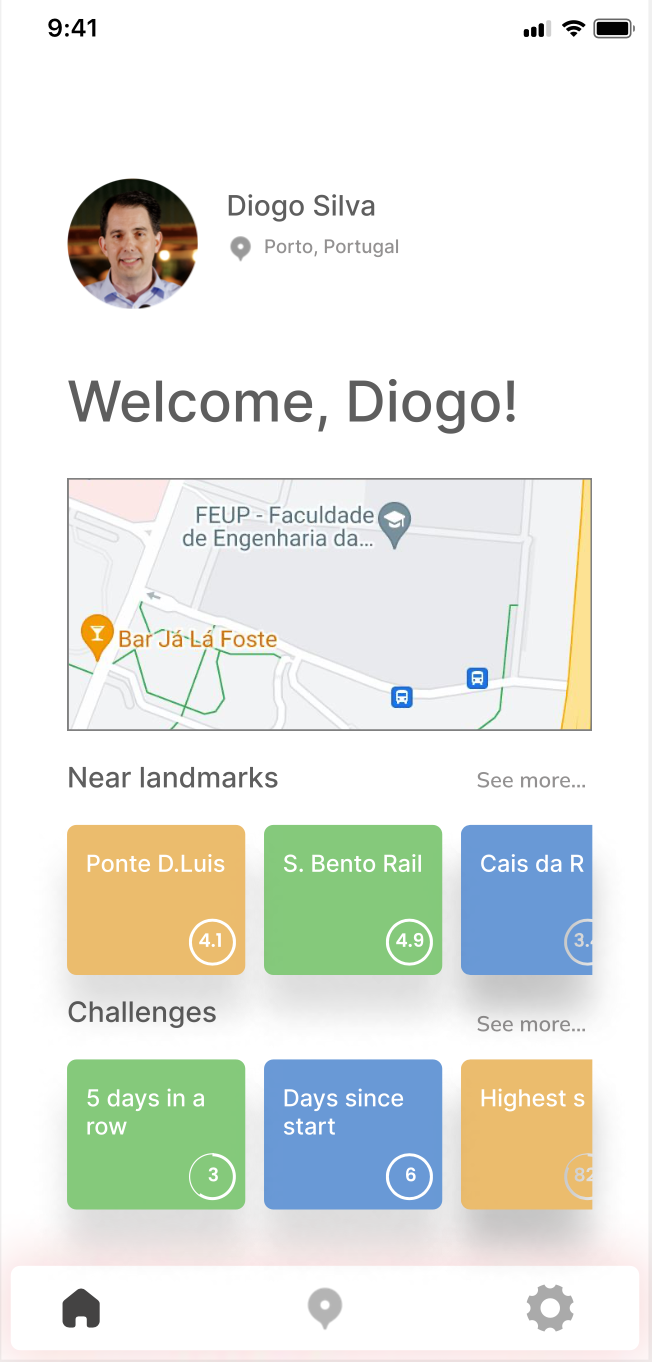 9:41
Diogo Silva
Porto, Portugal
Welcome, Diogo!
FEUP - Faculdade
de Engenharia da...
Bar Já Lá Foste
Near landmarks
See more...
Ponte D.Luis
S. Bento Rail
Cais da R
4.1
4.9
3.4
Challenges
See more...
5 days in a
row
Days since
start
Highest s
3
6
82